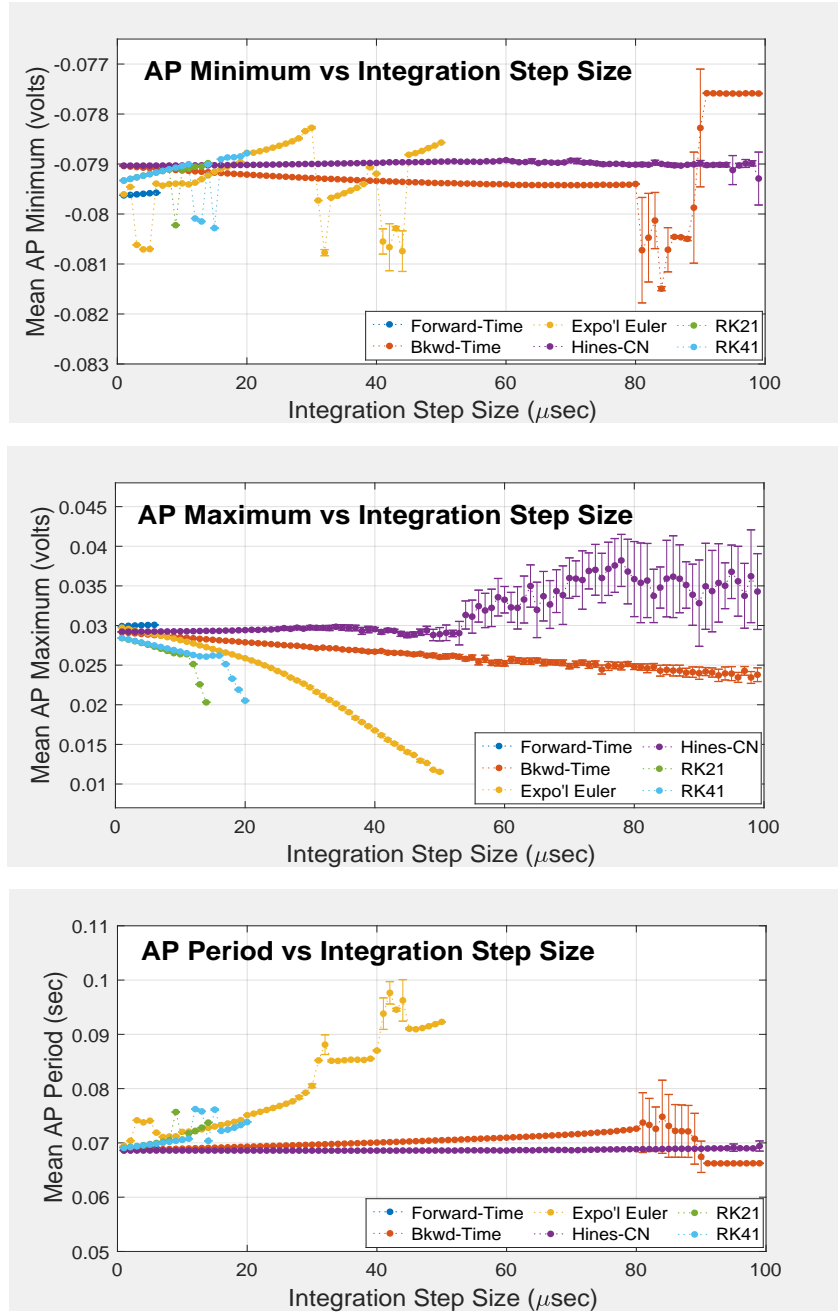 AP Minimum vs Integration Step Size
Mean AP Minimum (volts)
-0.077
-0.078
-0.079
-0.08
-0.081
-0.082
-0.083
Forward-Time Expo'l Euler RK21
Bkwd-Time Hines-CN RK41
0 20 40 60 80 100
Integration Step Size (μsec)
AP Maximum vs Integration Step Size
Mean AP Maximum (volts)
0.045
0.04
0.035
0.03
0.025
0.02
0.015
0.01
Forward-Time Hines-CN
Bkwd-Time RK21
Expo'l Euler RK41
0 20 40 60 80 100
Integration Step Size (μsec)
AP Period vs Integration Step Size
Mean AP Period (sec)
0.11
0.1
0.09
0.08
0.07
0.06
0.05
Forward-Time Expo'l Euler RK21
Bkwd-Time Hines-CN RK41
0 20 40 60 80 100
Integration Step Size (μsec)